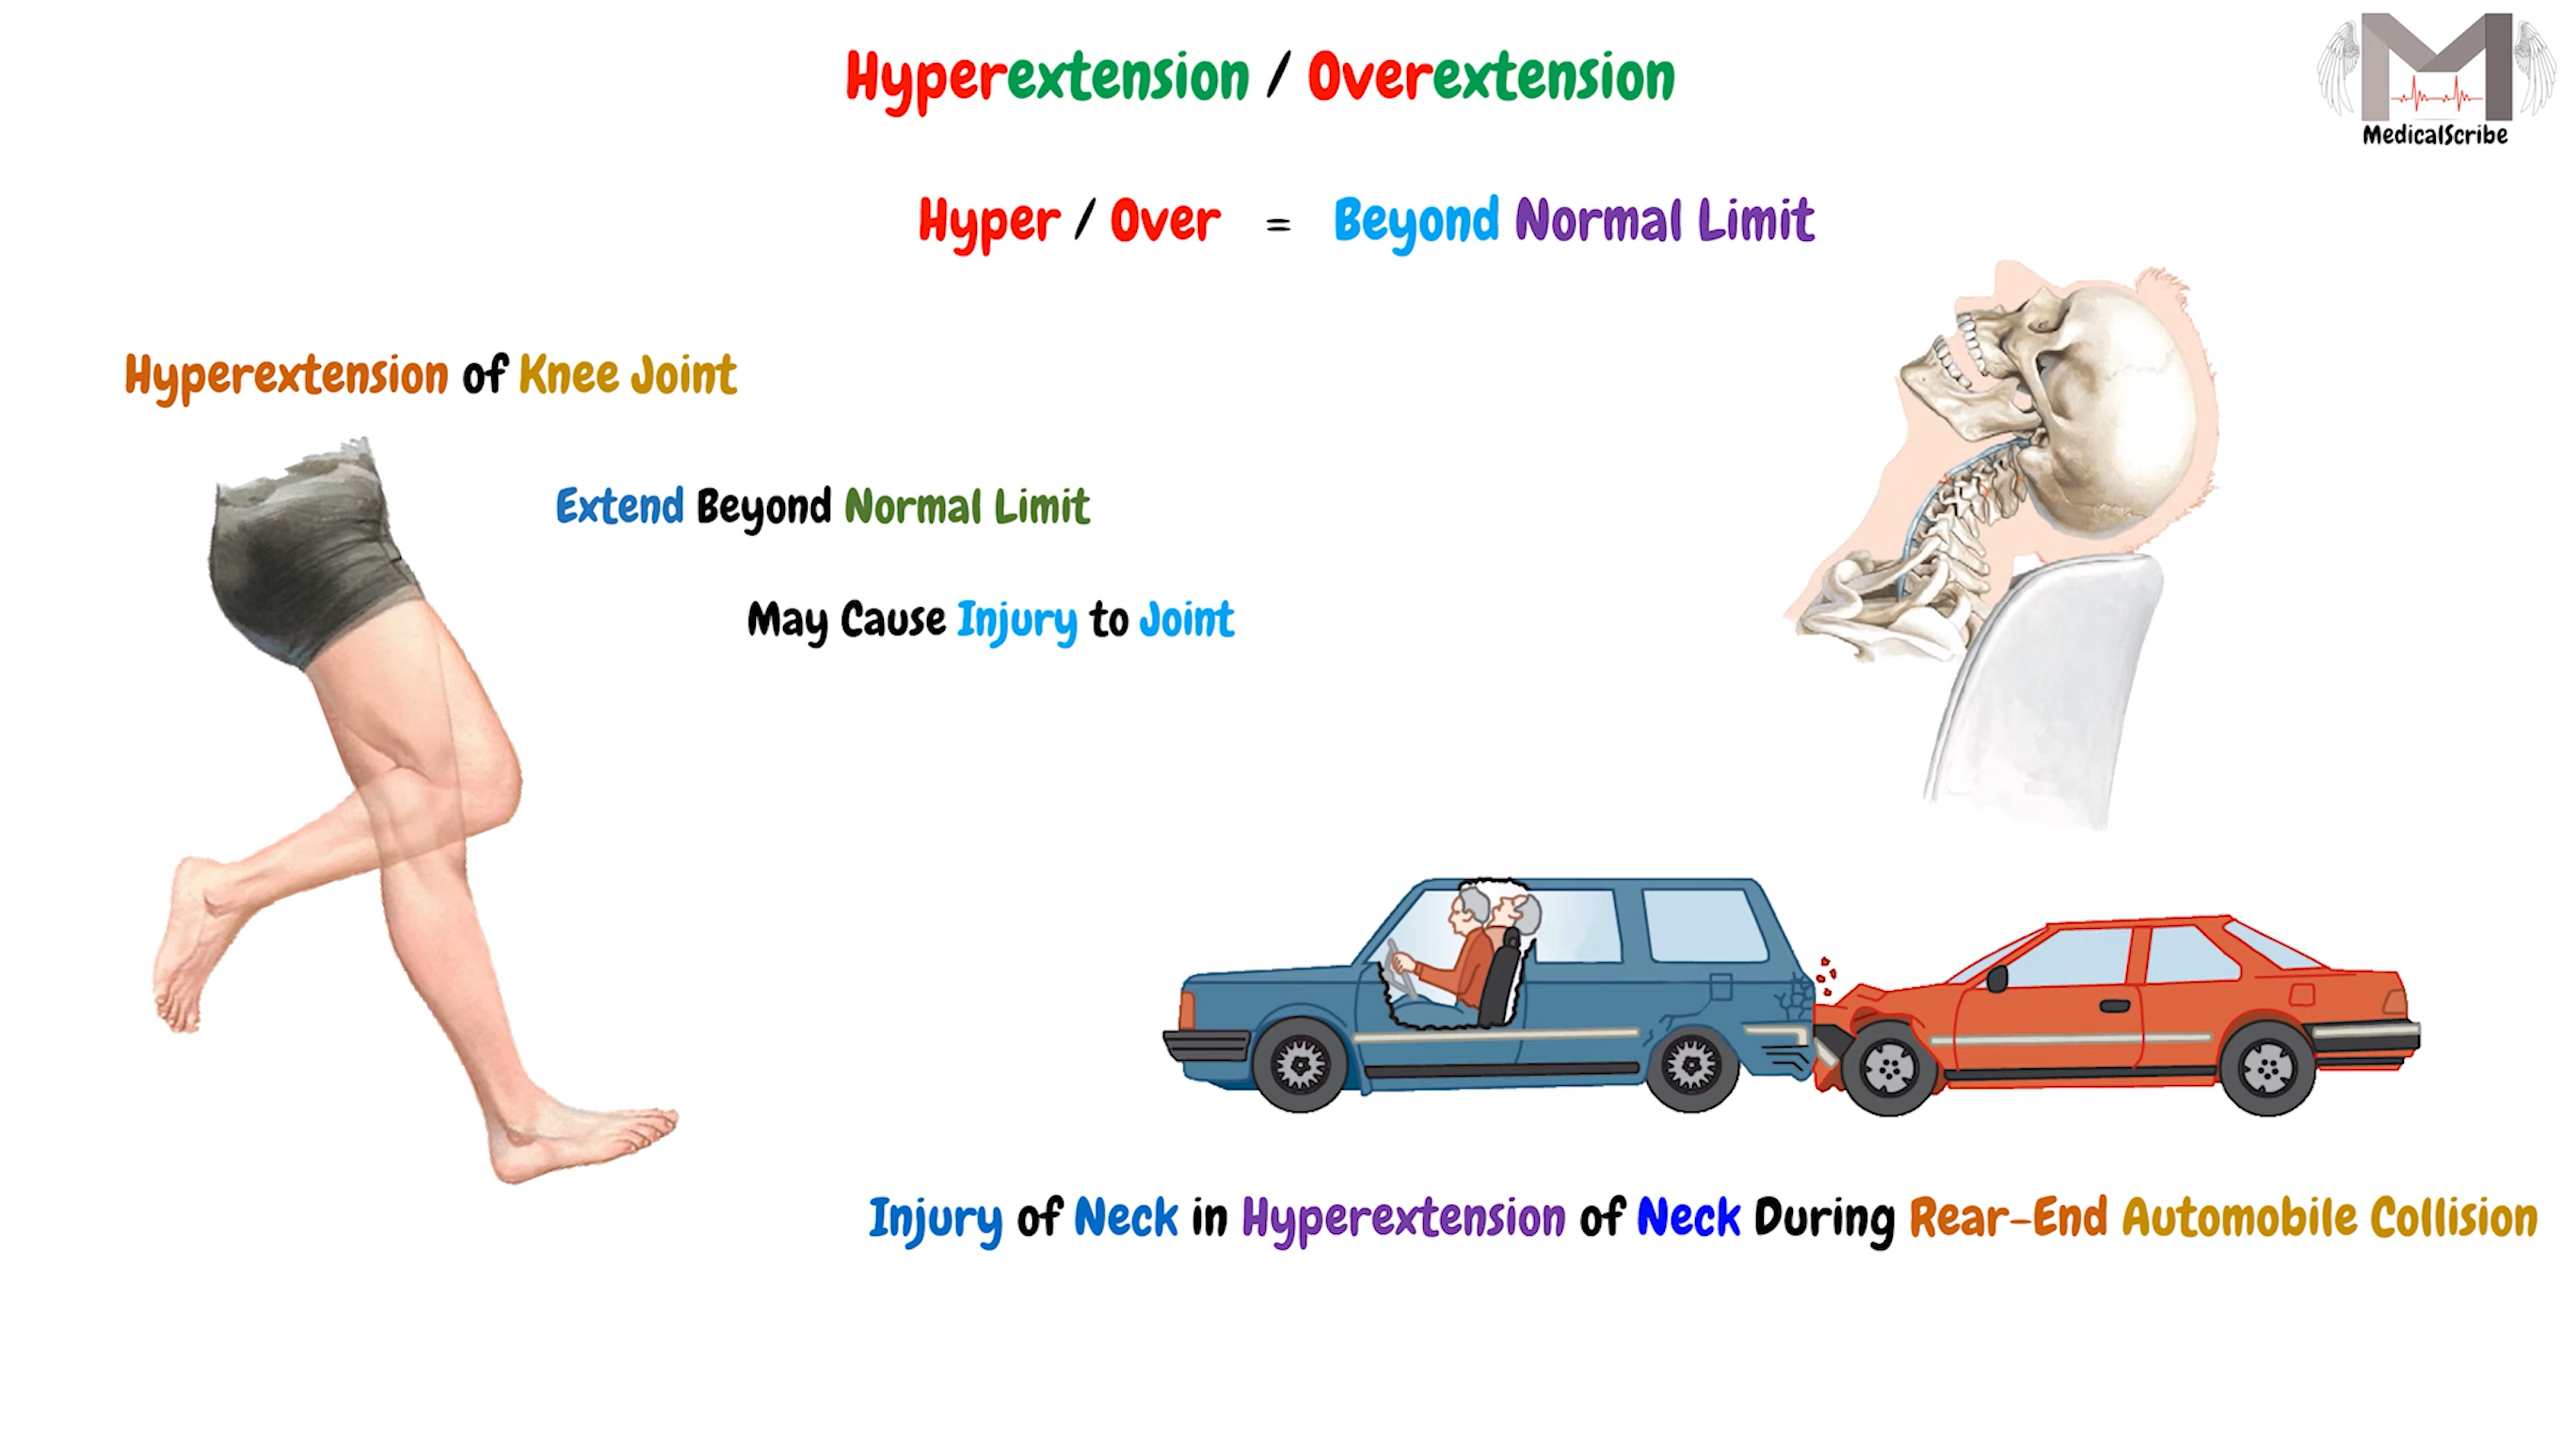 Hyperextension / Overextension
MedicalScribe
Hyper / Over = Beyond Normal Limit
Hyperextension of Knee Joint
Extend Beyond Normal Limit
May Cause Injury to Joint
Injury of Neck in Hyperextension of Neck During Rear-End Automobile Collision